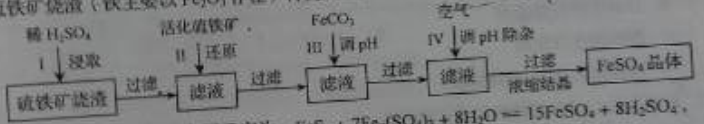 硫铁矿烧渣(铁主要以Fe₂O₃
稀H₂SO₄ 活化硫铁矿 FeCO₃ 空气
I 浸取 II 还原 III 调pH IV 调pH除杂
硫铁矿烧渣 过滤 滤液 过滤 滤液 过滤 滤液 过滤 浓缩结晶 FeSO₄晶体
+ 7Fe₂(SO₄)₃ + 8H₂O ═ 15FeSO₄ + 8H₂SO₄,